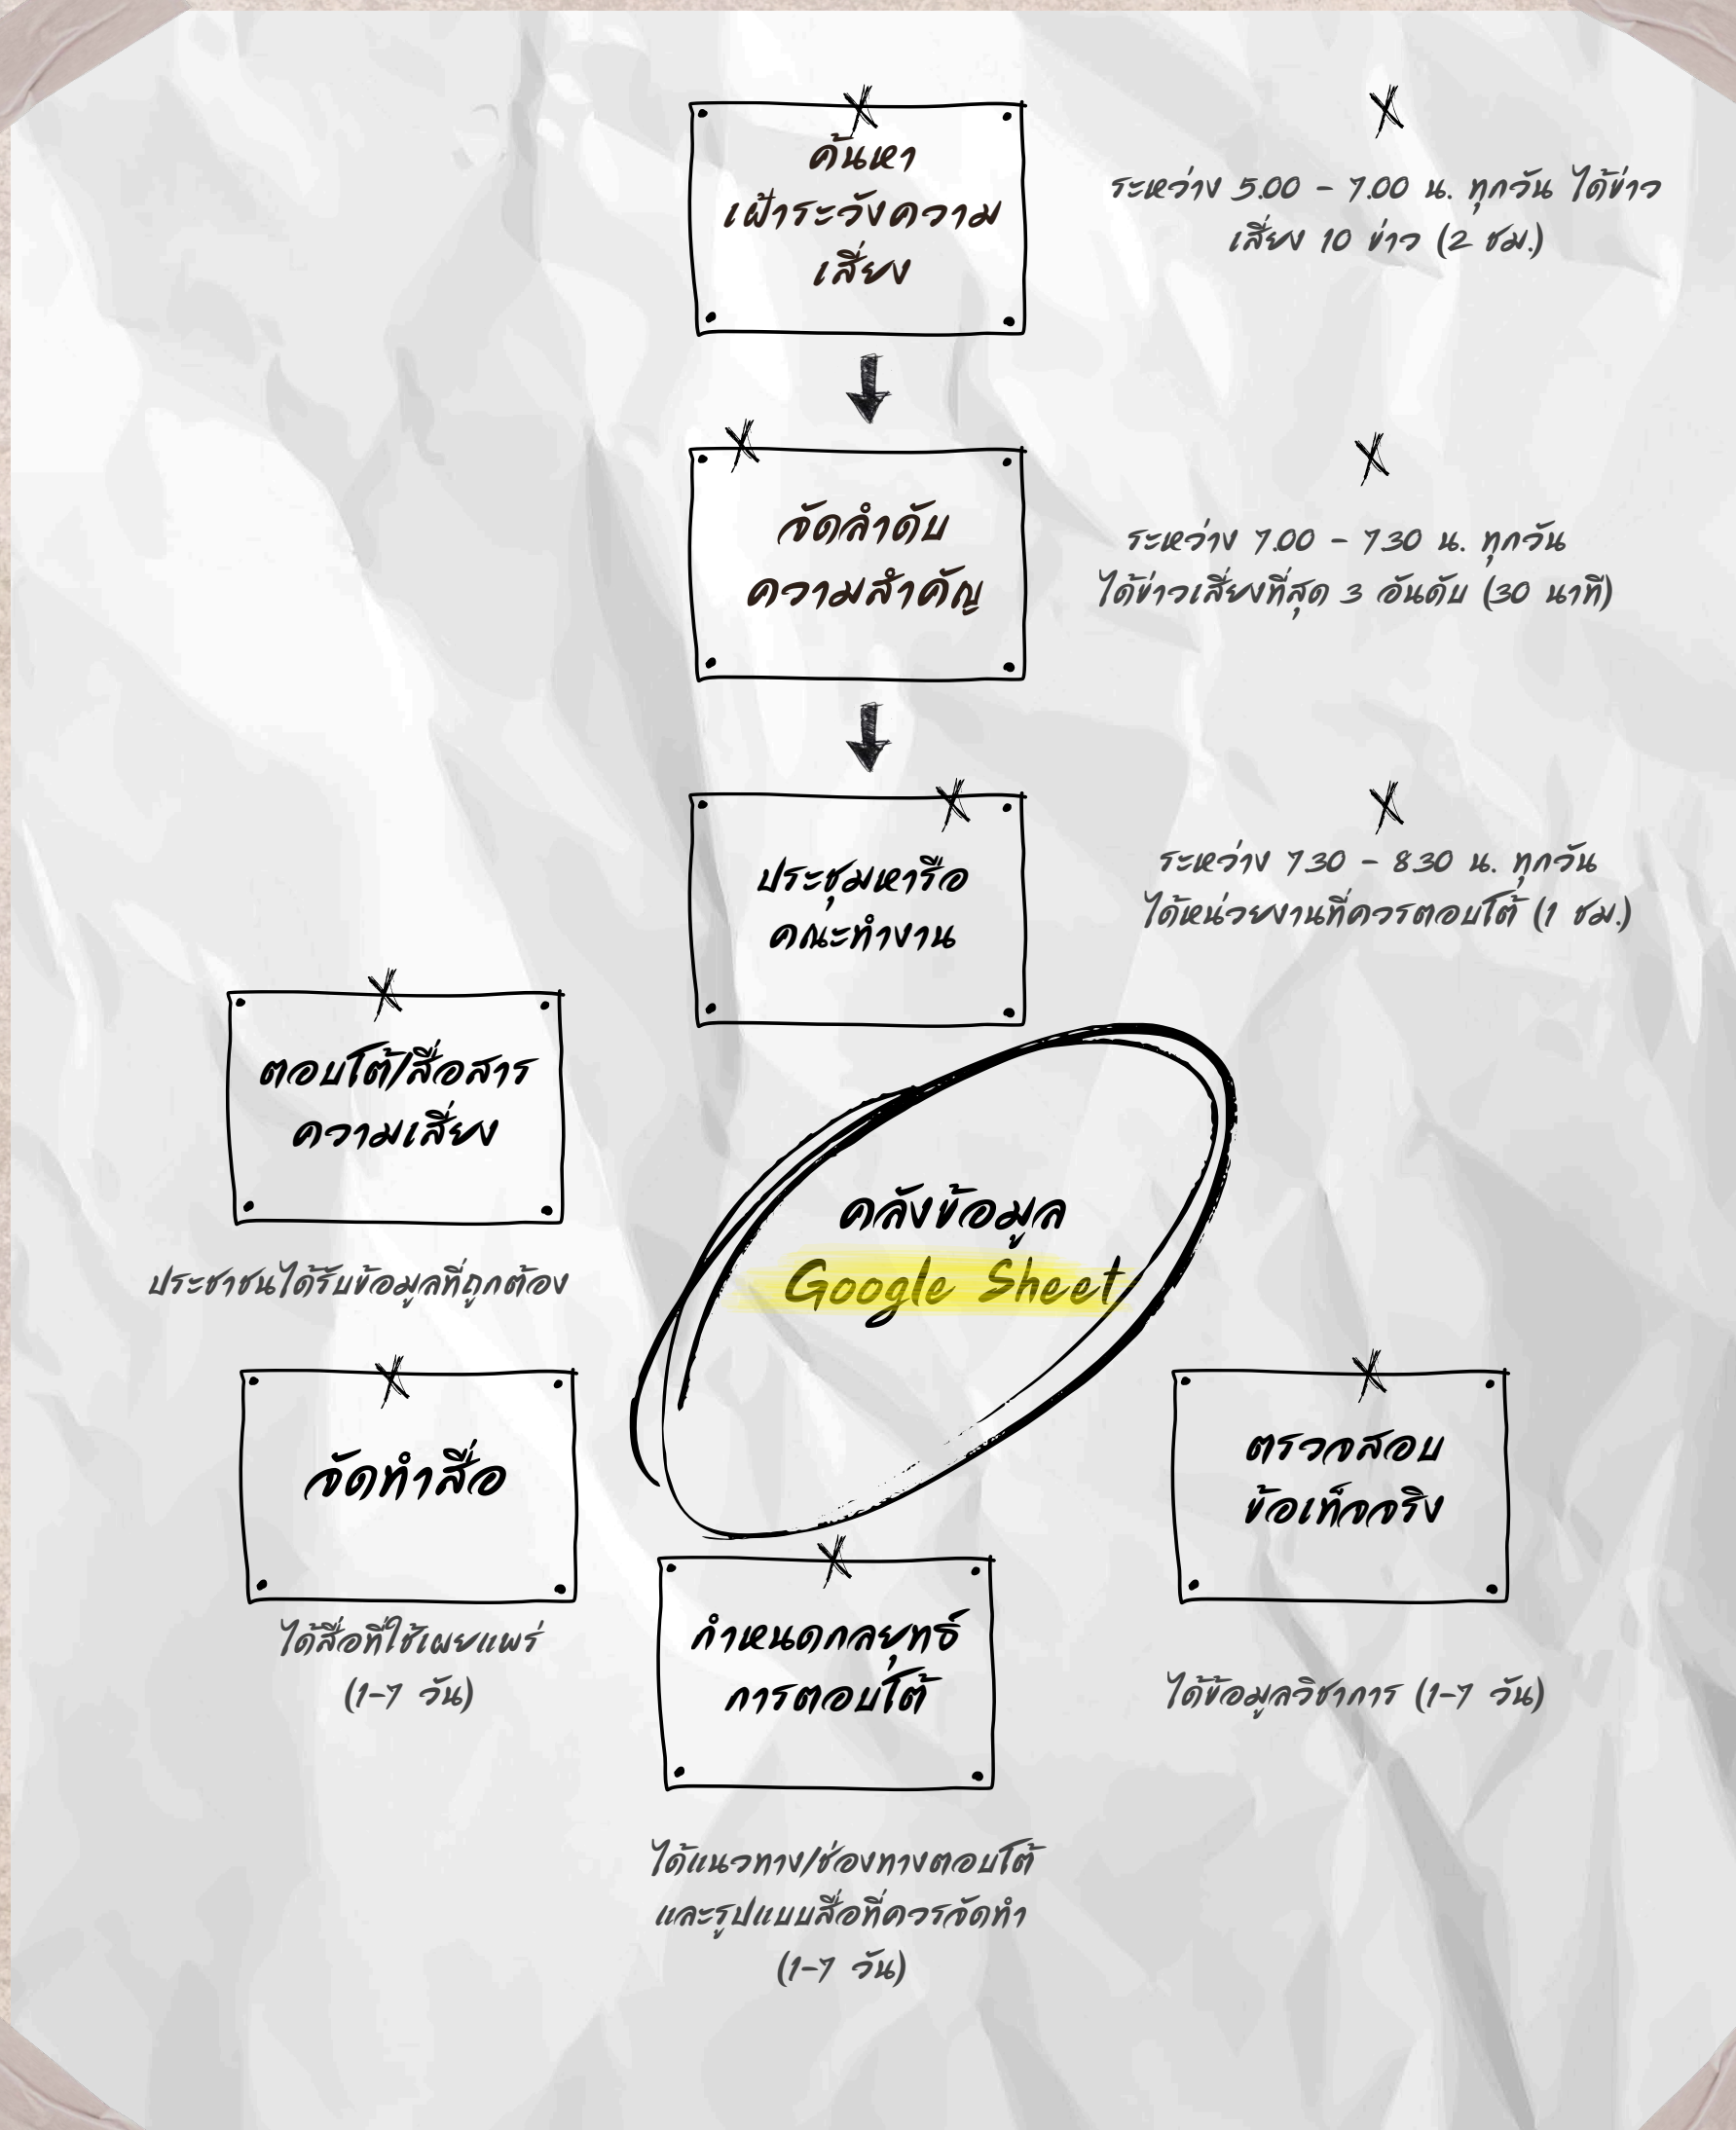 ค้นหา
เฝ้าระวังความ
เสี่ยง
ระหว่าง 5.00 - 7.00 น. ทุกวัน ได้ข่าว
เสี่ยง 10 ข่าว (2 ชม.)
จัดลำดับ
ความสำคัญ
ระหว่าง 7.00 - 7.30 น. ทุกวัน
ได้ข่าวเสี่ยงที่สุด 3 อันดับ (30 นาที)
ประชุมหารือ
คณะทำงาน
ระหว่าง 7.30 - 8.30 น. ทุกวัน
ได้หน่วยงานที่ควรตอบโต้ (1 ชม.)
ตอบโต้/สื่อสาร
ความเสี่ยง
ประชาชนได้รับข้อมูลที่ถูกต้อง
คลังข้อมูล
Google Sheet
จัดทำสื่อ
ได้สื่อที่ใช้เผยแพร่
(1-7 วัน)
กำหนดกลยุทธ์
การตอบโต้
ได้แนวทาง/ช่องทางตอบโต้
และรูปแบบสื่อที่ควรจัดทำ
(1-7 วัน)
ตรวจสอบ
ข้อเท็จจริง
ได้ข้อมูลวิชาการ (1-7 วัน)